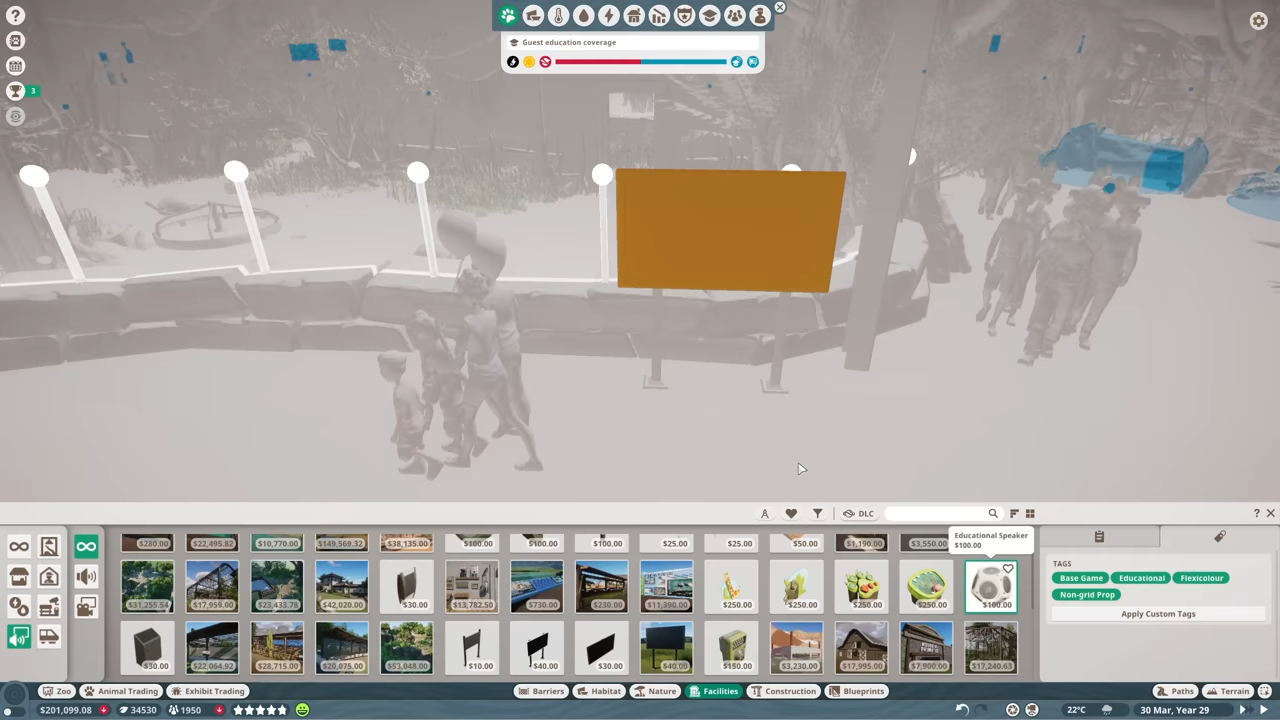 3
Guest education coverage
DLC
Educational Speaker
$100.00
$280.00
$22,495.82
$10,770.00
$149,569.32
$38,135.00
$100.00
$100.00
$100.00
$25.00
$25.00
$50.00
$1,190.00
$3,550.00
$31,255.54
$17,959.00
$23,433.78
$42,020.00
$30.00
$13,782.50
$730.00
$230.00
$11,390.00
$250.00
$250.00
$250.00
$250.00
$100.00
$30.00
$22,064.92
$28,715.00
$20,075.00
$53,048.00
$10.00
$40.00
$30.00
$40.00
$150.00
$3,230.00
$17,995.00
$7,900.00
$17,240.63
TAGS
Base Game
Educational
Flexicolour
Non-grid Prop
Apply Custom Tags
Zoo
Animal Trading
Exhibit Trading
Barriers
Habitat
Nature
Facilities
Construction
Blueprints
Paths
Terrain
$201,099.08
34530
1950
22°C
30 Mar, Year 29